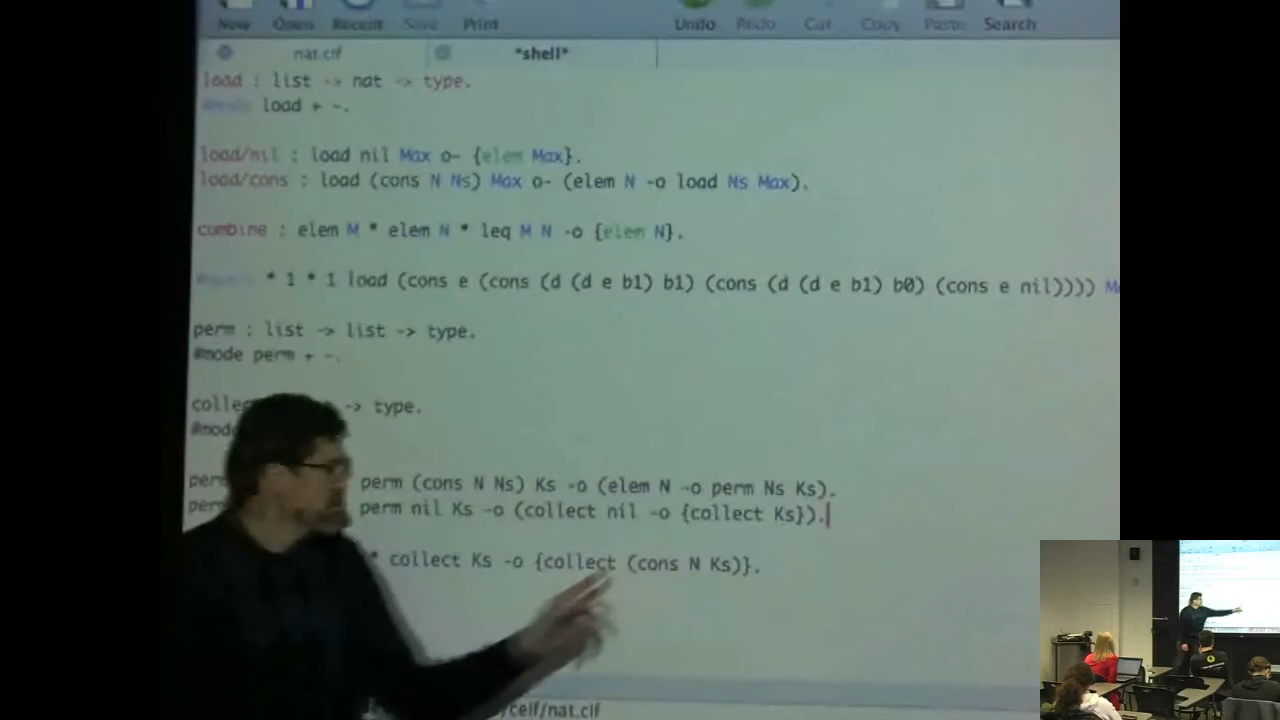 New Open Recent Save Print Undo Redo Cut Copy Paste Search
nat.clf *shell*
load : list -> nat -> type.
#mode load + -.
load/nil : load nil Max o- {elem Max}.
load/cons : load (cons N Ns) Max o- (elem N -o load Ns Max).
combine : elem M * elem N * leq M N -o {elem N}.
* 1 * 1 load (cons e (cons (d (d e b1) b1) (cons (d (d e b1) b0) (cons e nil))))
perm : list -> list -> type.
#mode perm + -.
-> type.
#mode
perm (cons N Ns) Ks -o (elem N -o perm Ns Ks).
perm nil Ks -o (collect nil -o {collect Ks}).
* collect Ks -o {collect (cons N Ks)}.
/nat.clf